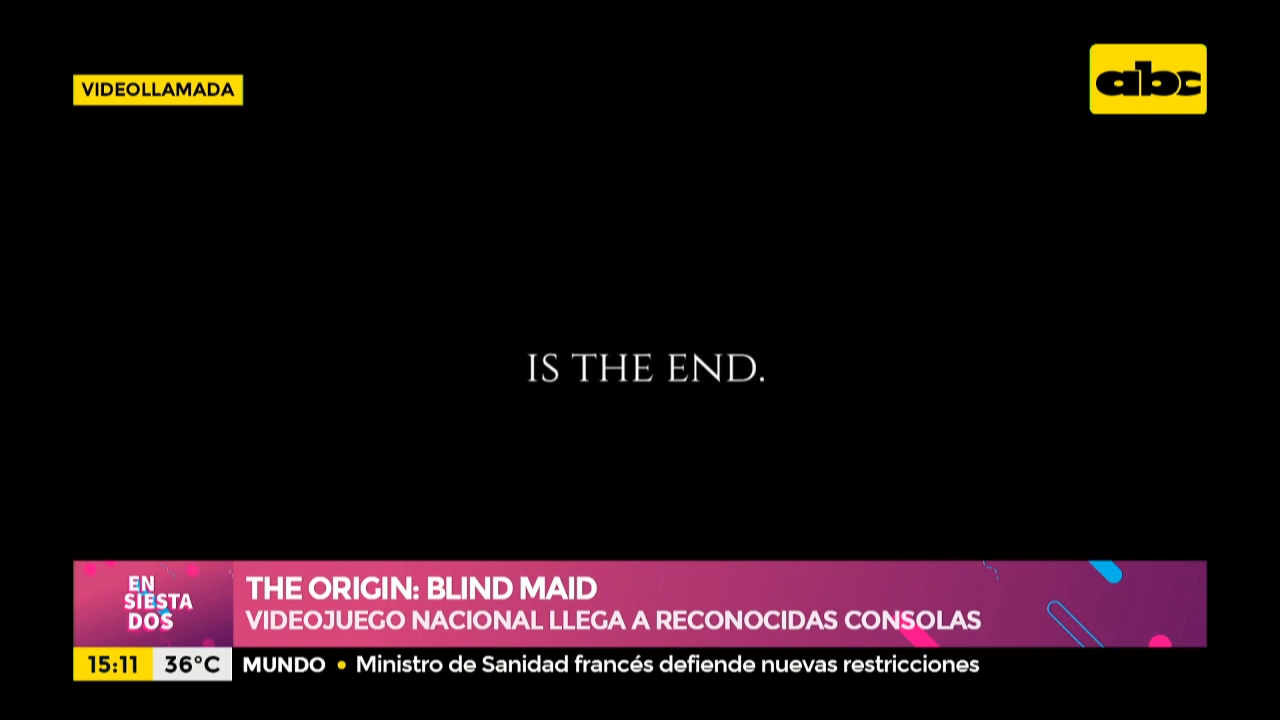 VIDEOLLAMADA
abc
IS THE END.
EN
SIESTA
DOS
THE ORIGIN: BLIND MAID
VIDEOJUEGO NACIONAL LLEGA A RECONOCIDAS CONSOLAS
15:11 36°C MUNDO • Ministro de Sanidad francés defiende nuevas restricciones